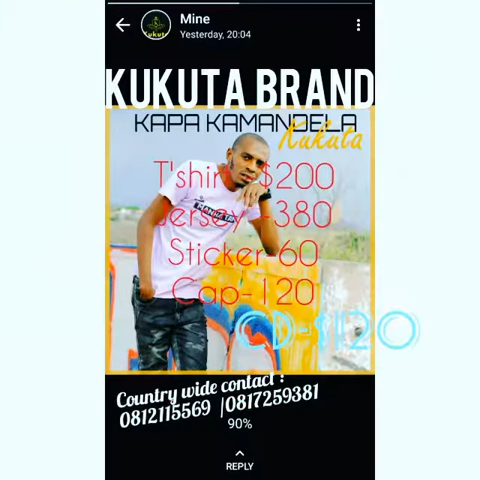 Mine
Yesterday, 20:04
KUKUTA BRAND
KAPA KAMANDELA
Kukuta
T'shirt-$200
Jersey -380
Sticker-60
Cap-120
CD-$120
Country wide contact :
0812115569 |0817259381
90%
REPLY